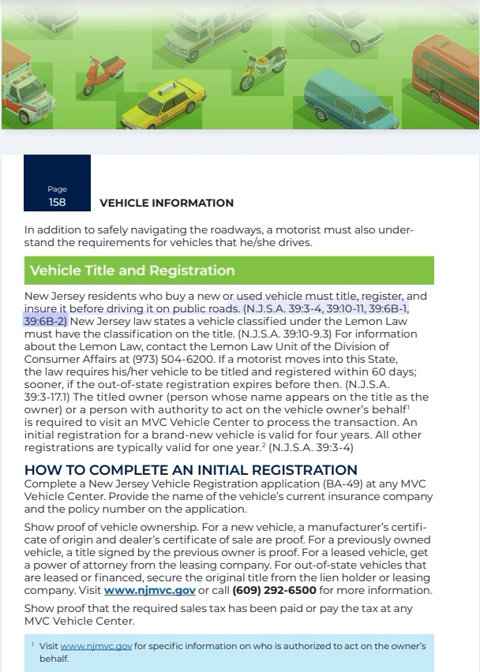 Page
158
VEHICLE INFORMATION
In addition to safely navigating the roadways, a motorist must also under-
stand the requirements for vehicles that he/she drives.
Vehicle Title and Registration
New Jersey residents who buy a new or used vehicle must title, register, and
insure it before driving it on public roads. (N.J.S.A. 39:3-4, 39:10-11, 39:6B-1,
39:6B-2) New Jersey law states a vehicle classified under the Lemon Law
must have the classification on the title. (N.J.S.A. 39:10-9.3) For information
about the Lemon Law, contact the Lemon Law Unit of the Division of
Consumer Affairs at (973) 504-6200. If a motorist moves into this State,
the law requires his/her vehicle to be titled and registered within 60 days;
sooner, if the out-of-state registration expires before then. (N.J.S.A.
39:3-17.1) The titled owner (person whose name appears on the title as the
owner) or a person with authority to act on the vehicle owner's behalf¹
is required to visit an MVC Vehicle Center to process the transaction. An
initial registration for a brand-new vehicle is valid for four years. All other
registrations are typically valid for one year.² (N.J.S.A. 39:3-4)
HOW TO COMPLETE AN INITIAL REGISTRATION
Complete a New Jersey Vehicle Registration application (BA-49) at any MVC
Vehicle Center. Provide the name of the vehicle's current insurance company
and the policy number on the application.
Show proof of vehicle ownership. For a new vehicle, a manufacturer's certifi-
cate of origin and dealer's certificate of sale are proof. For a previously owned
vehicle, a title signed by the previous owner is proof. For a leased vehicle, get
a power of attorney from the leasing company. For out-of-state vehicles that
are leased or financed, secure the original title from the lien holder or leasing
company. Visit www.njmvc.gov or call (609) 292-6500 for more information.
Show proof that the required sales tax has been paid or pay the tax at any
MVC Vehicle Center.
¹ Visit www.njmvc.gov for specific information on who is authorized to act on the owner's
behalf.